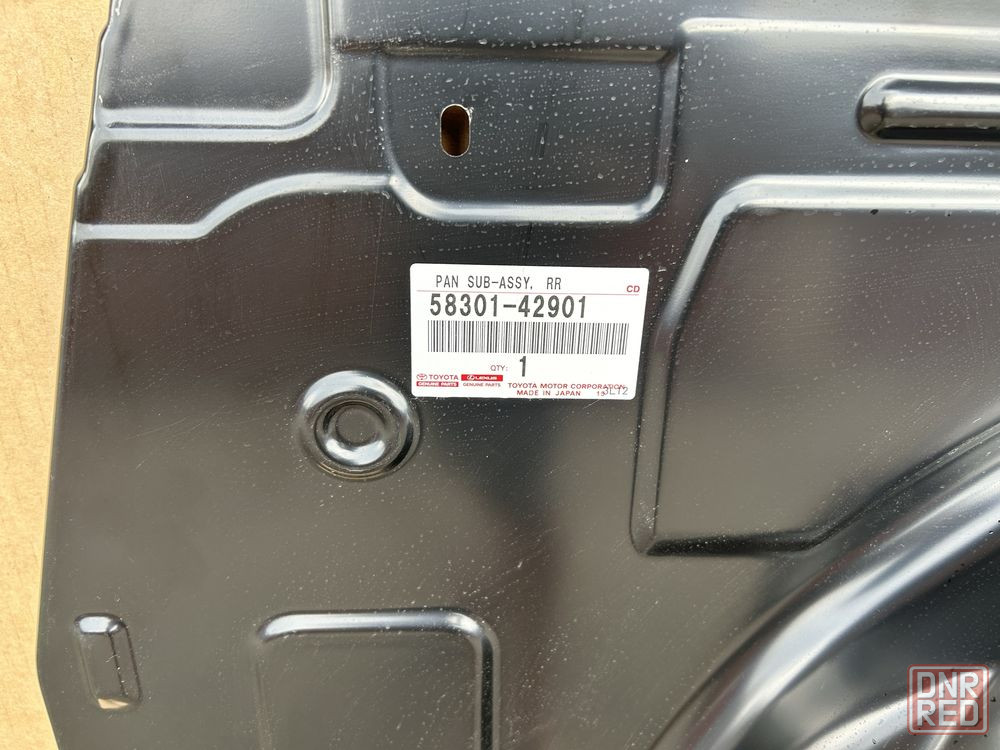 PAN SUB-ASSY, RR
CD
58301-42901
QTY: 1
TOYOTA
GENUINE PARTS
LEXUS
GENUINE PARTS
TOYOTA MOTOR CORPORATION
MADE IN JAPAN
DNR
RED